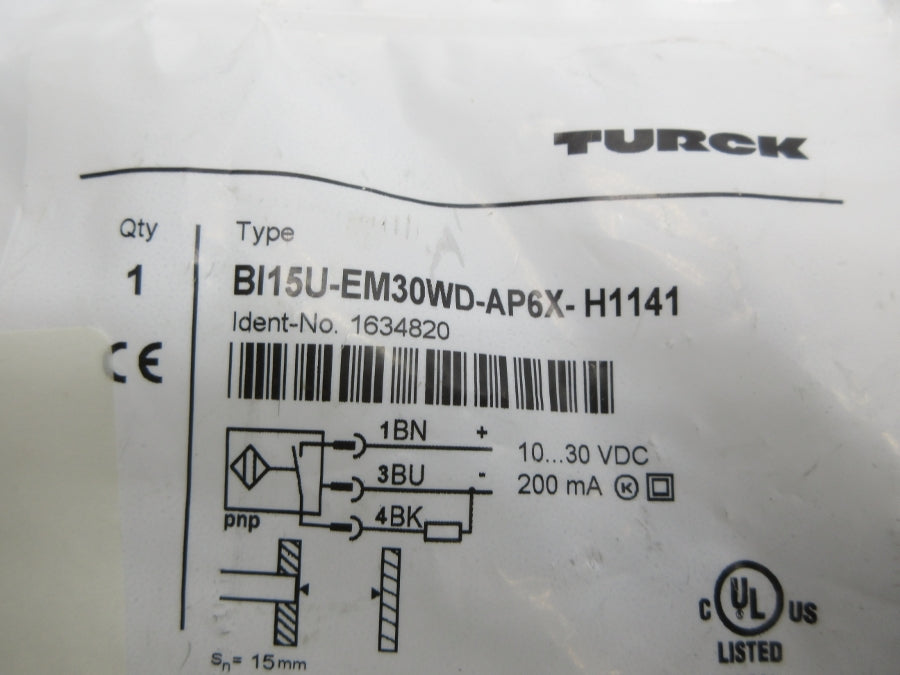 TURCK
Qty Type
1 BI15U-EM30WD-AP6X-H1141
Ident-No. 1634820
CE
1BN + 10...30 VDC
3BU - 200 mA K
pnp 4BK
sn= 15mm
C UL US
LISTED